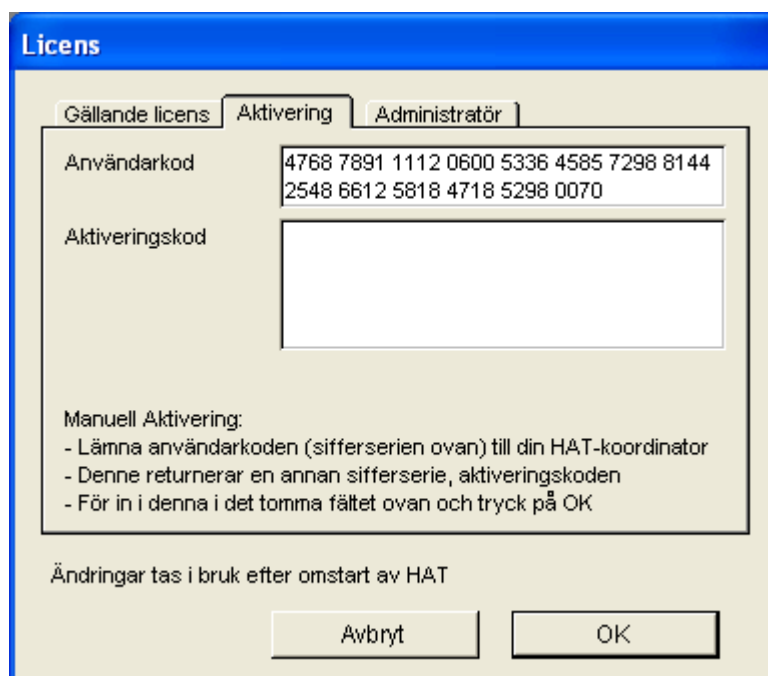 Licens
Gällande licens Aktivering Administratör
Användarkod 4768 7891 1112 0600 5336 4585 7298 8144
2548 6612 5818 4718 5298 0070
Aktiveringskod
Manuell Aktivering:
- Lämna användarkoden (sifferserien ovan) till din HAT-koordinator
- Denne returnerar en annan sifferserie, aktiveringskoden
- För in i denna i det tomma fältet ovan och tryck på OK
Ändringar tas i bruk efter omstart av HAT
Avbryt OK